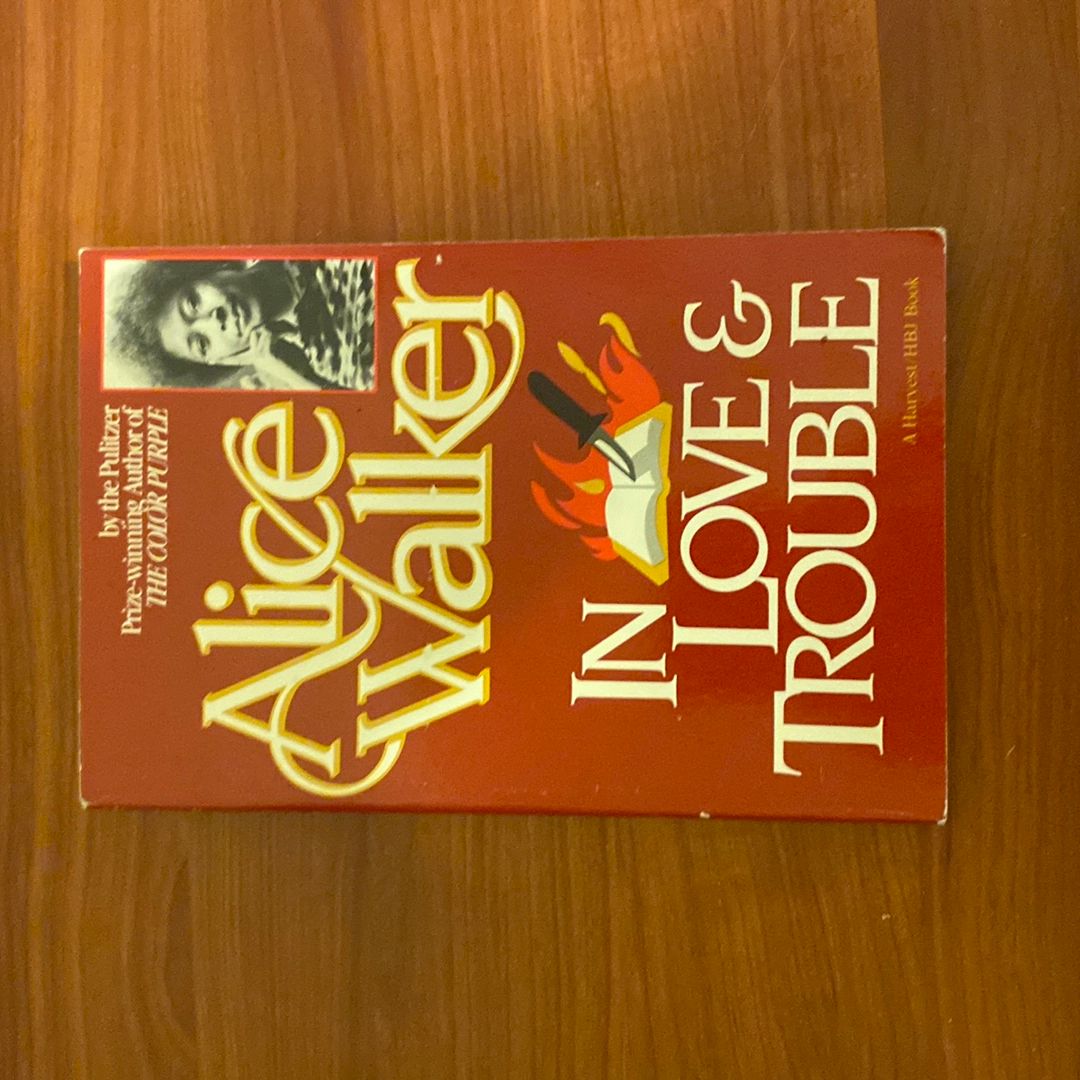 by the Pulitzer
Prize-winning Author of
THE COLOR PURPLE
Alice
Walker
IN
LOVE &
TROUBLE
A Harvest/HBJ Book